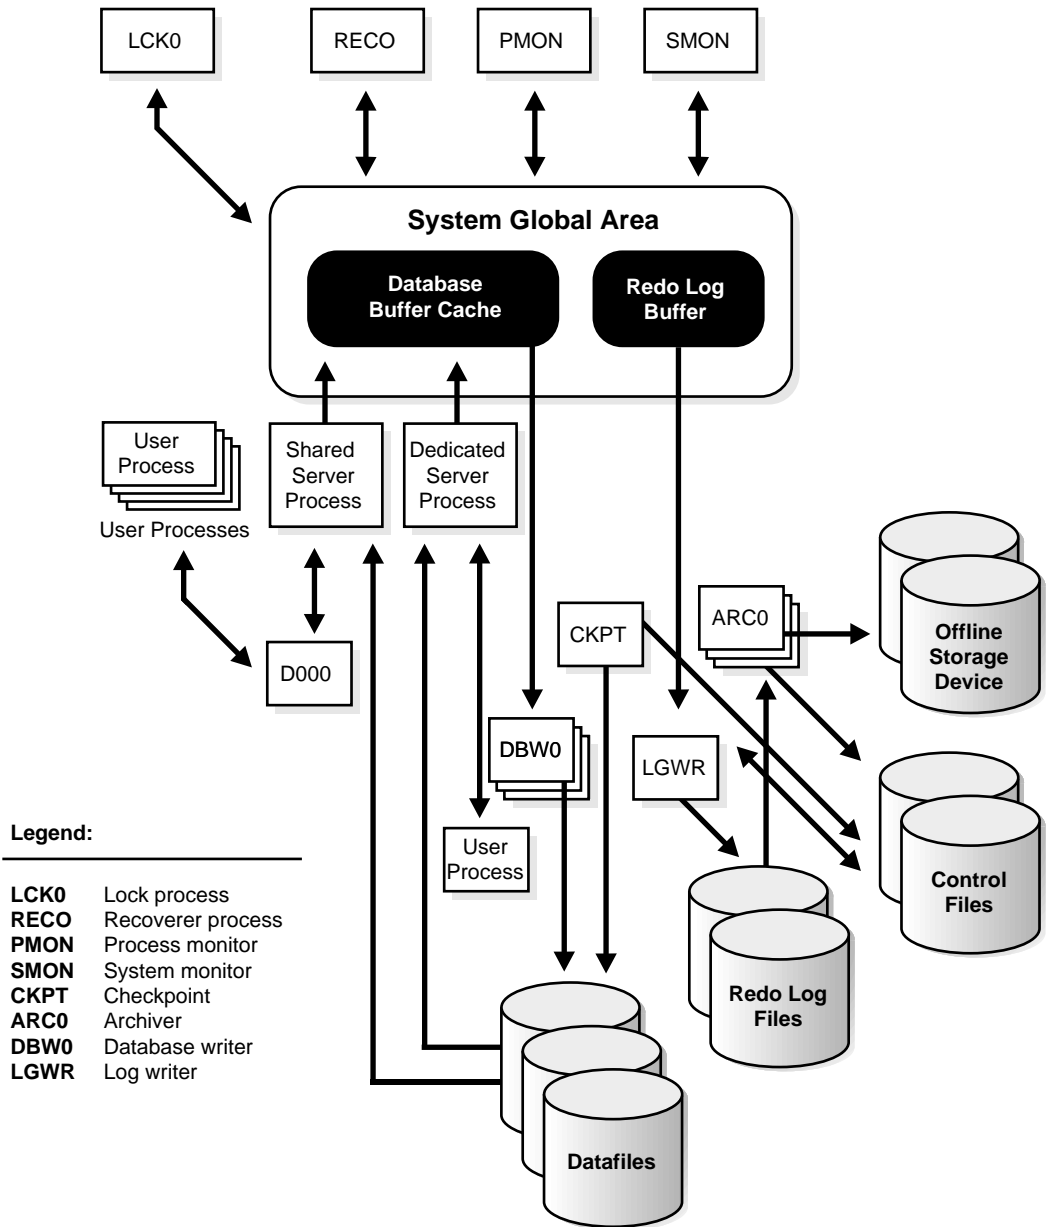 LCK0
RECO
PMON
SMON
System Global Area
Database
Buffer Cache
Redo Log
Buffer
User
Process
User Processes
Shared
Server
Process
Dedicated
Server
Process
D000
CKPT
ARC0
Offline
Storage
Device
DBW0
LGWR
User
Process
Control
Files
Redo Log
Files
Datafiles
Legend:
LCK0 Lock process
RECO Recoverer process
PMON Process monitor
SMON System monitor
CKPT Checkpoint
ARC0 Archiver
DBW0 Database writer
LGWR Log writer